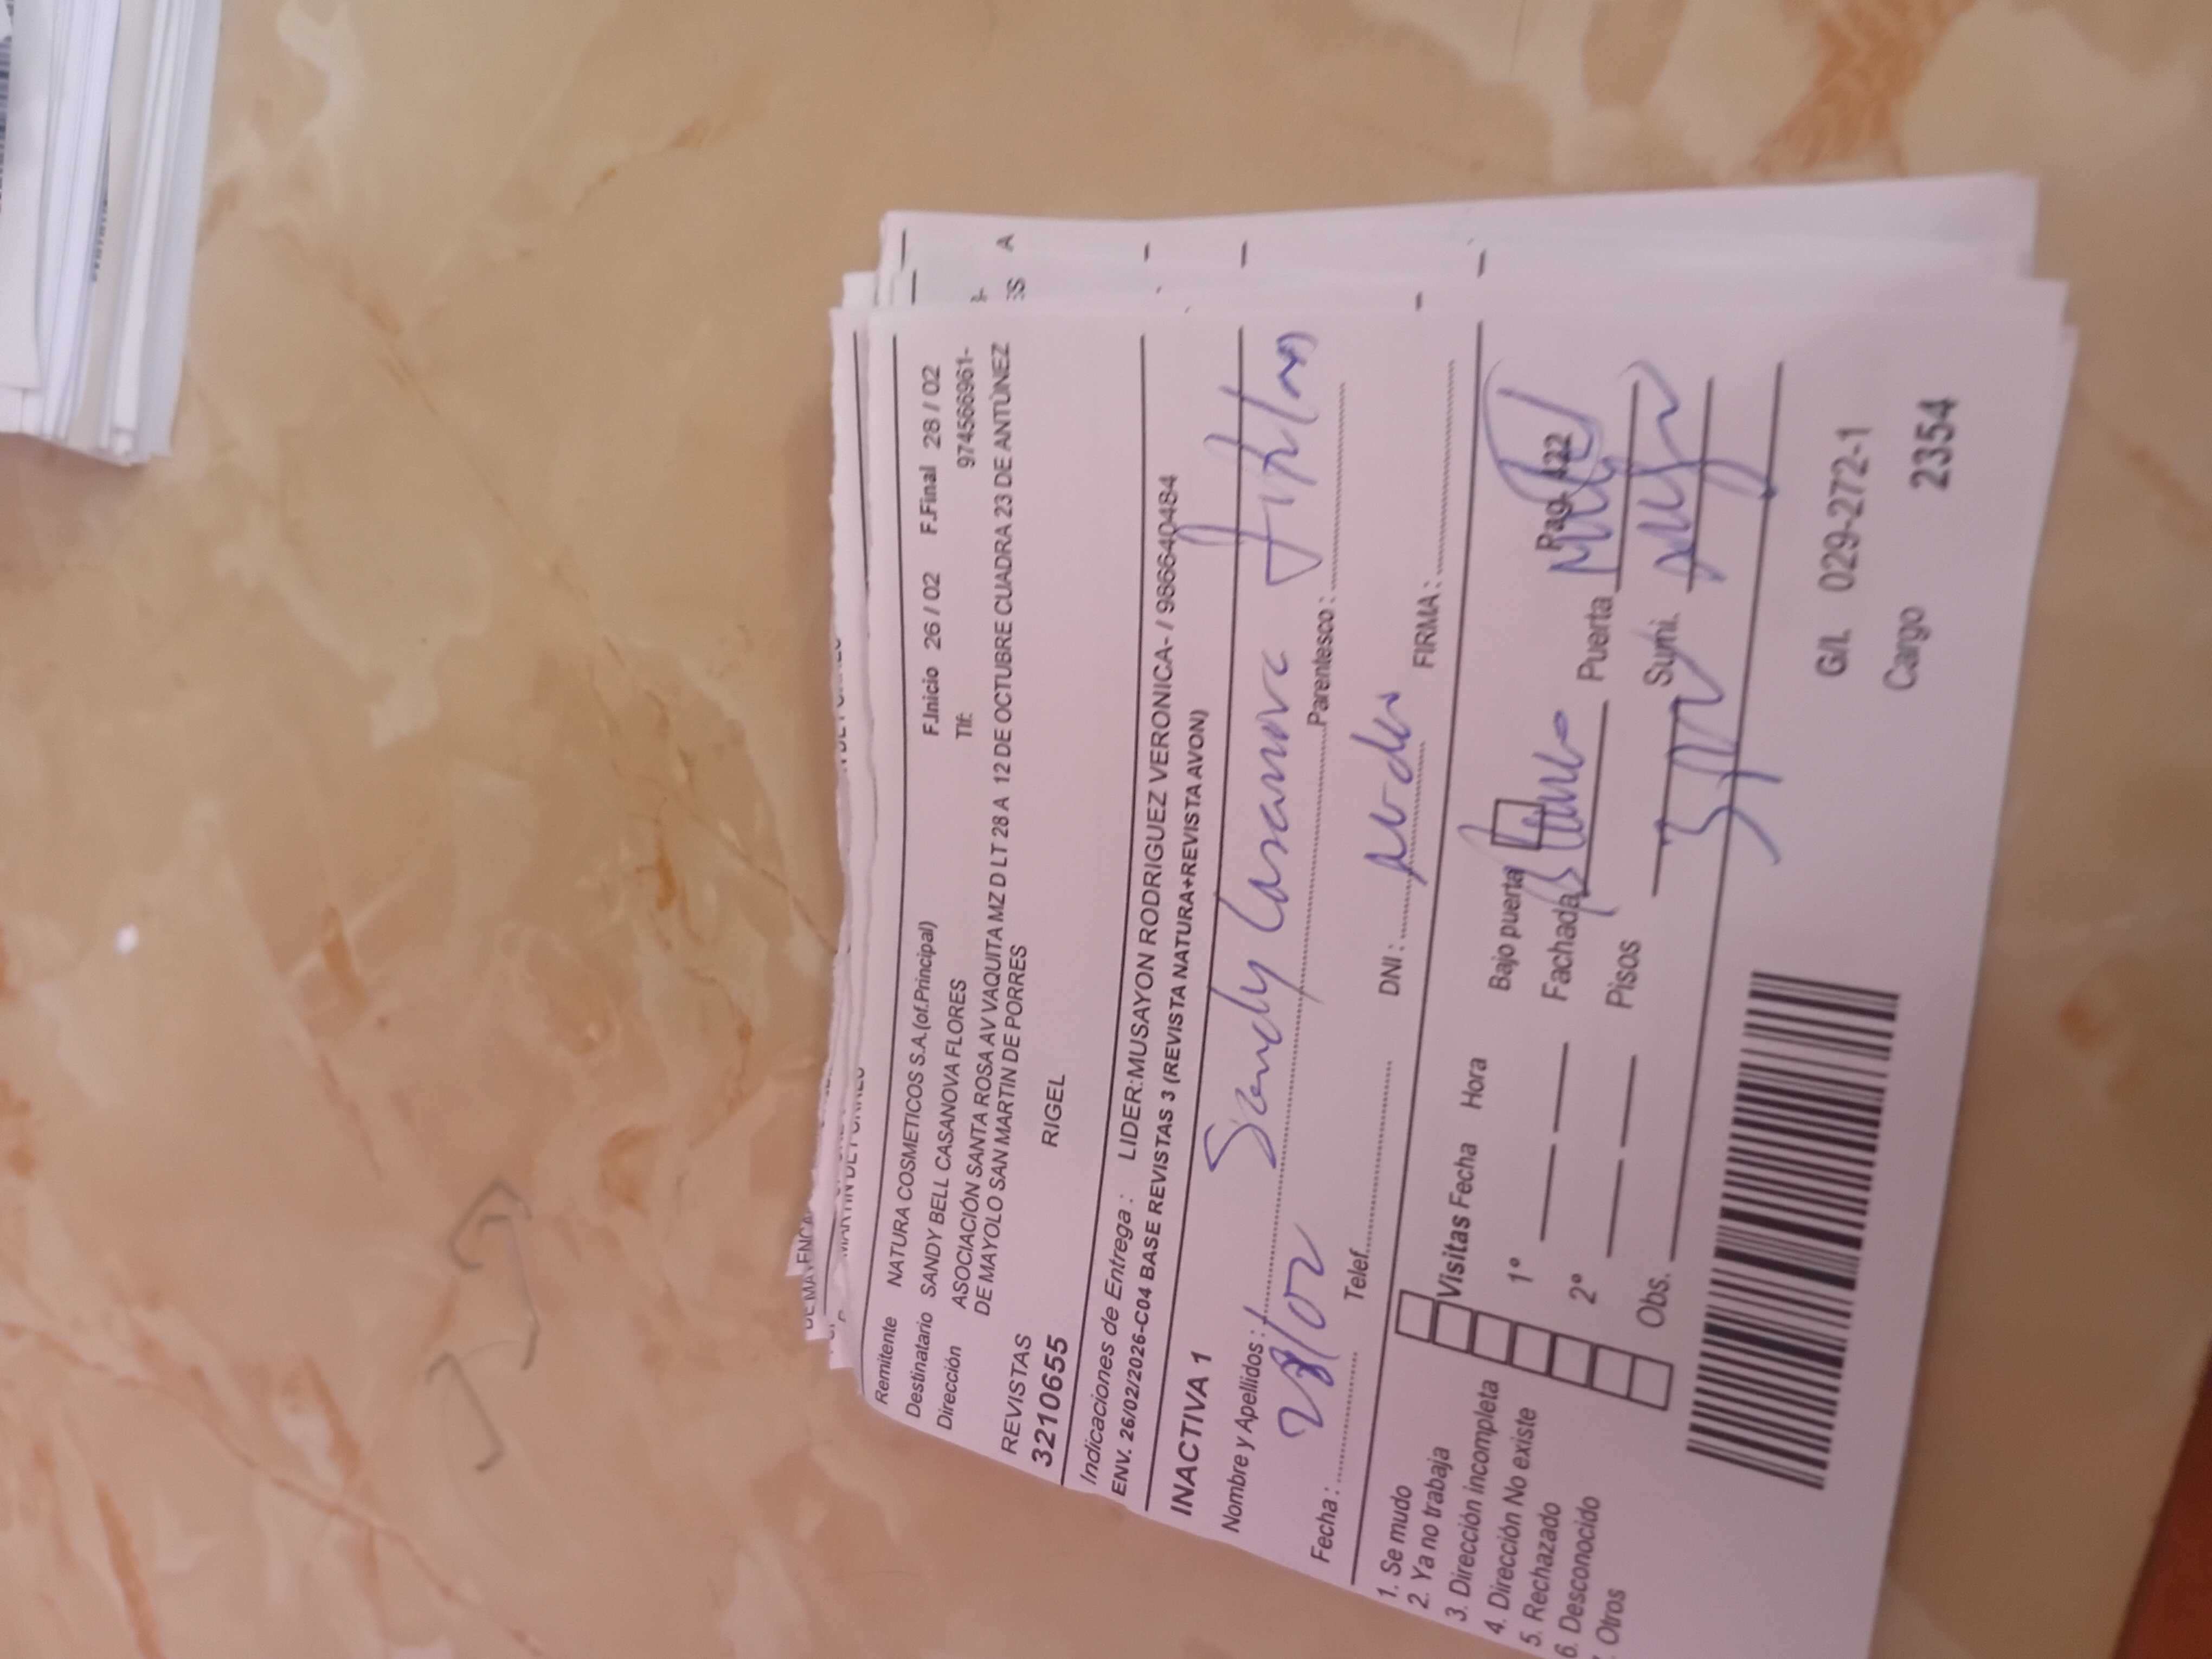 Remitente NATURA COSMETICOS S.A.(of.Principal) F.Inicio 26 / 02 F.Final 28 / 02
Destinatario SANDY BELL CASANOVA FLORES Tlf: 974566961-
Dirección ASOCIACIÓN SANTA ROSA AV VAQUITA MZ D LT 28 A 12 DE OCTUBRE CUADRA 23 DE ANTÚNEZ
DE MAYOLO SAN MARTIN DE PORRES
REVISTAS
3210655 RIGEL
Indicaciones de Entrega : LIDER:MUSAYON RODRIGUEZ VERONICA- / 986640484
ENV. 26/02/2026-C04 BASE REVISTAS 3 (REVISTA NATURA+REVISTA AVON)
INACTIVA 1
Nombre y Apellidos : Sandy Casanova
Fecha : 28/02 Parentesco :
Telef. DNI : FIRMA :
1. Se mudo
2. Ya no trabaja
3. Dirección incompleta
4. Dirección No existe
5. Rechazado
6. Desconocido
Otros
Visitas Fecha Hora
1°
2°
Obs.
Bajo puerta Pag. 122
Fachada Puerta
Pisos Sumi.
G/L 029-272-1
Cargo 2354